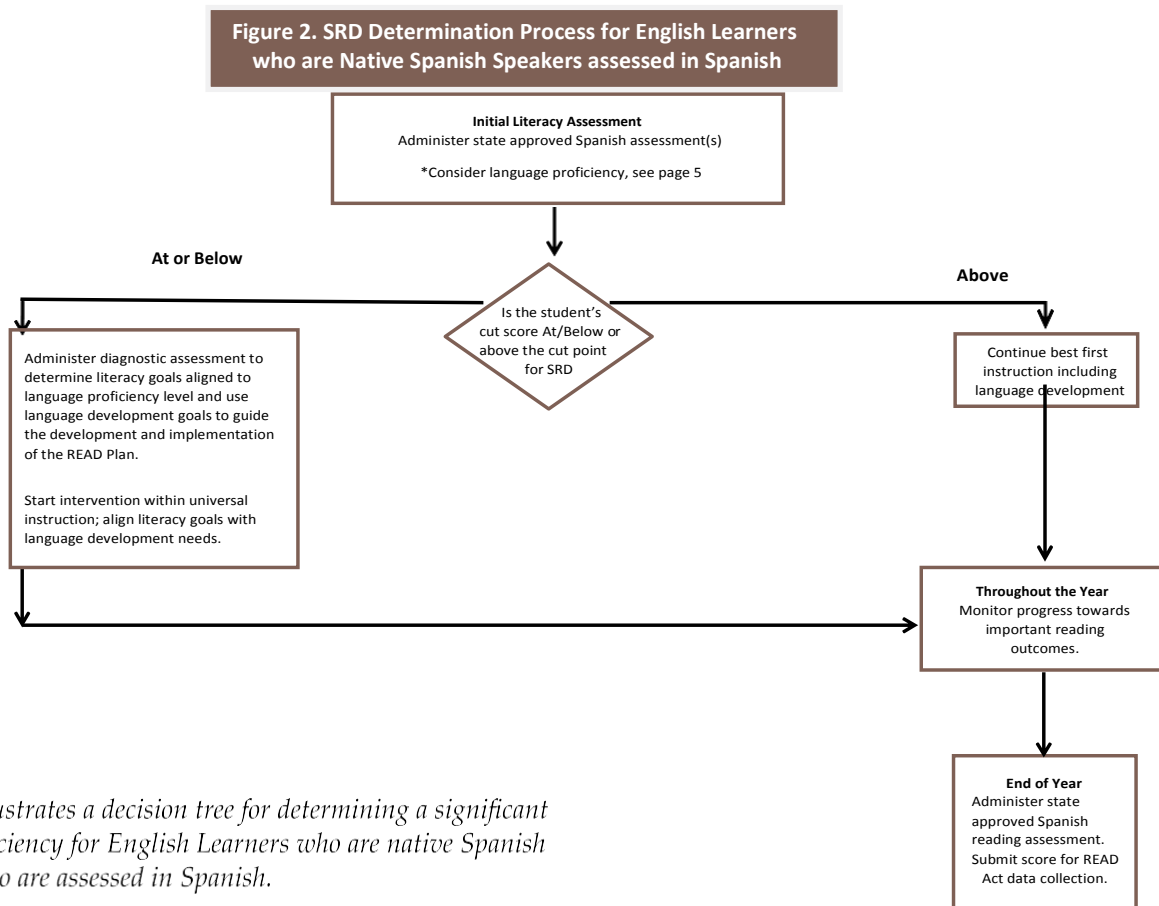 Figure 2. SRD Determination Process for English Learners
who are Native Spanish Speakers assessed in Spanish
Initial Literacy Assessment
Administer state approved Spanish assessment(s)
*Consider language proficiency, see page 5
At or Below
Above
Is the student's
cut score At/Below or
above the cut point
for SRD
Administer diagnostic assessment to
determine literacy goals aligned to
language proficiency level and use
language development goals to guide
the development and implementation
of the READ Plan.
Start intervention within universal
instruction; align literacy goals with
language development needs.
Continue best first
instruction including
language development
Throughout the Year
Monitor progress towards
important reading
outcomes.
End of Year
Administer state
approved Spanish
reading assessment.
Submit score for READ
Act data collection.
ustrates a decision tree for determining a significant
ciency for English Learners who are native Spanish
o are assessed in Spanish.